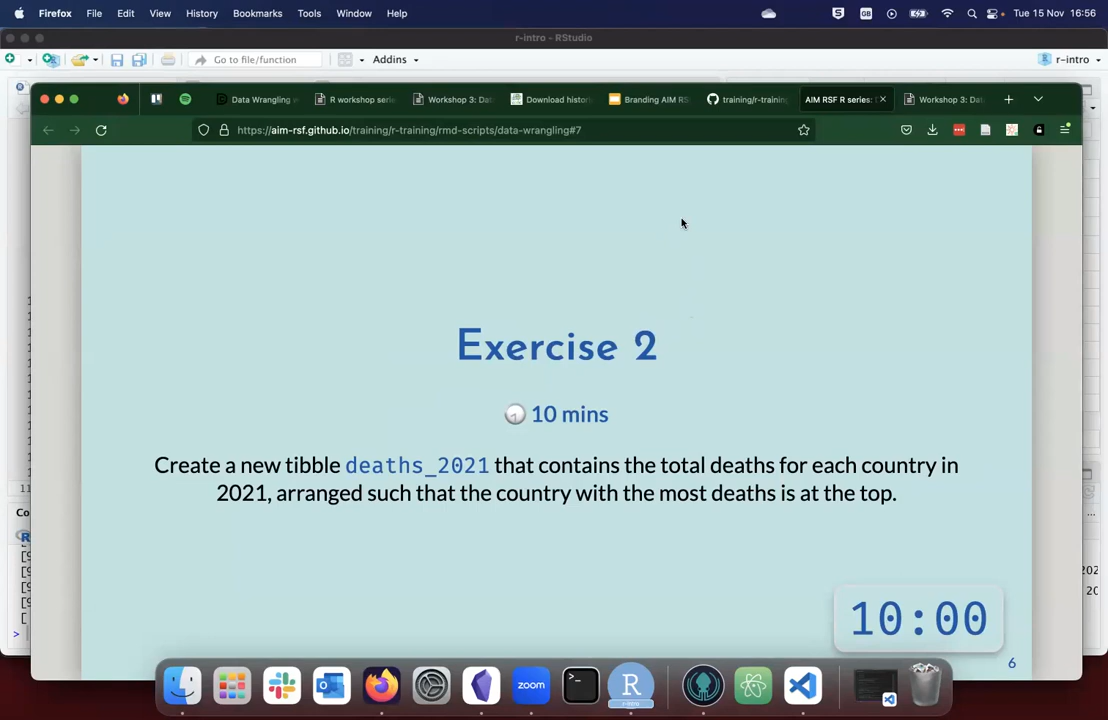 Firefox File Edit View History Bookmarks Tools Window Help Tue 15 Nov 16:56
r-intro - RStudio
Go to file/function Addins r-intro
Data Wrangling R workshop serie Workshop 3: Dat Download histor Branding AIM RS training/r-training AIM RSF R series: Workshop 3: Dat
https://aim-rsf.github.io/training/r-training/rmd-scripts/data-wrangling#7
Exercise 2
10 mins
Create a new tibble deaths_2021 that contains the total deaths for each country in
2021, arranged such that the country with the most deaths is at the top.
10:00
6
zoom
R
r-intro